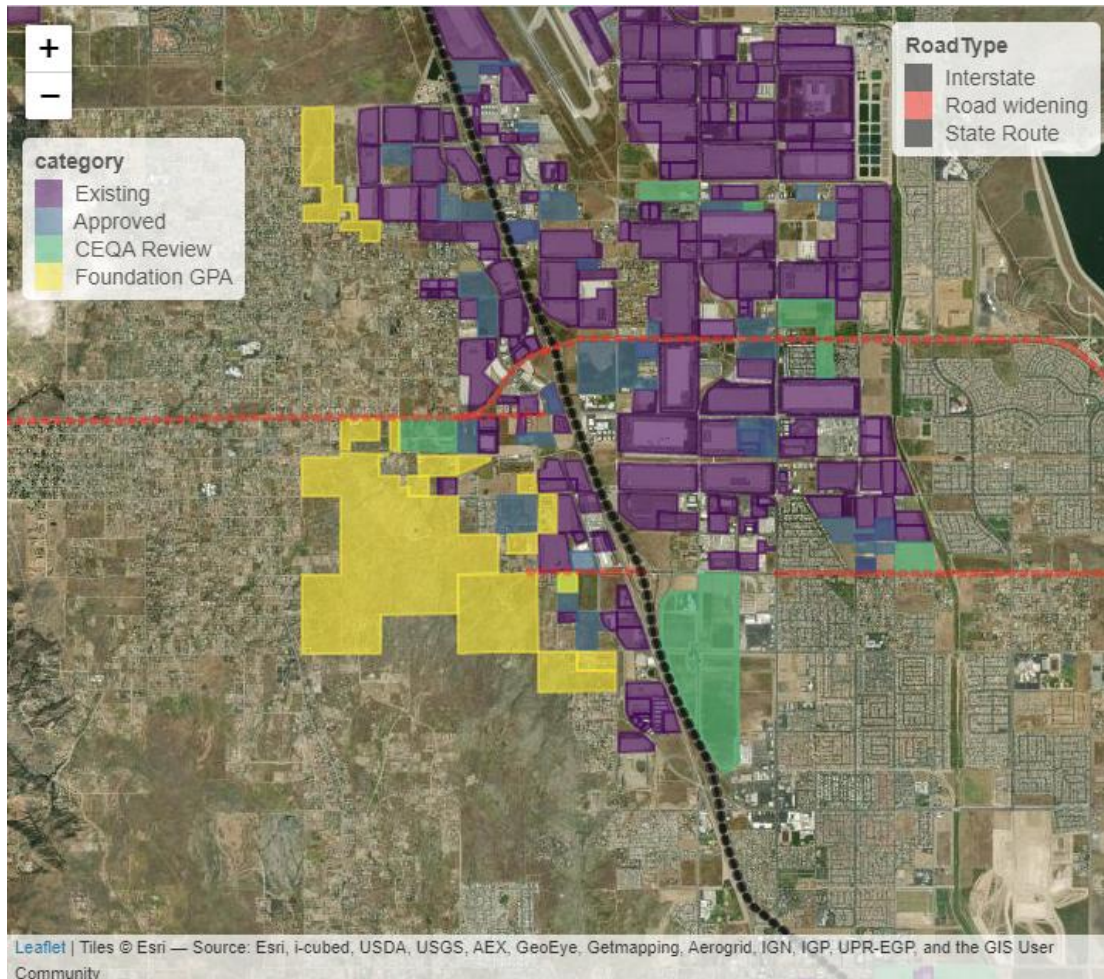 +
−
category
Existing
Approved
CEQA Review
Foundation GPA
RoadType
Interstate
Road widening
State Route
Leaflet | Tiles © Esri — Source: Esri, i-cubed, USDA, USGS, AEX, GeoEye, Getmapping, Aerogrid, IGN, IGP, UPR-EGP, and the GIS User
Community